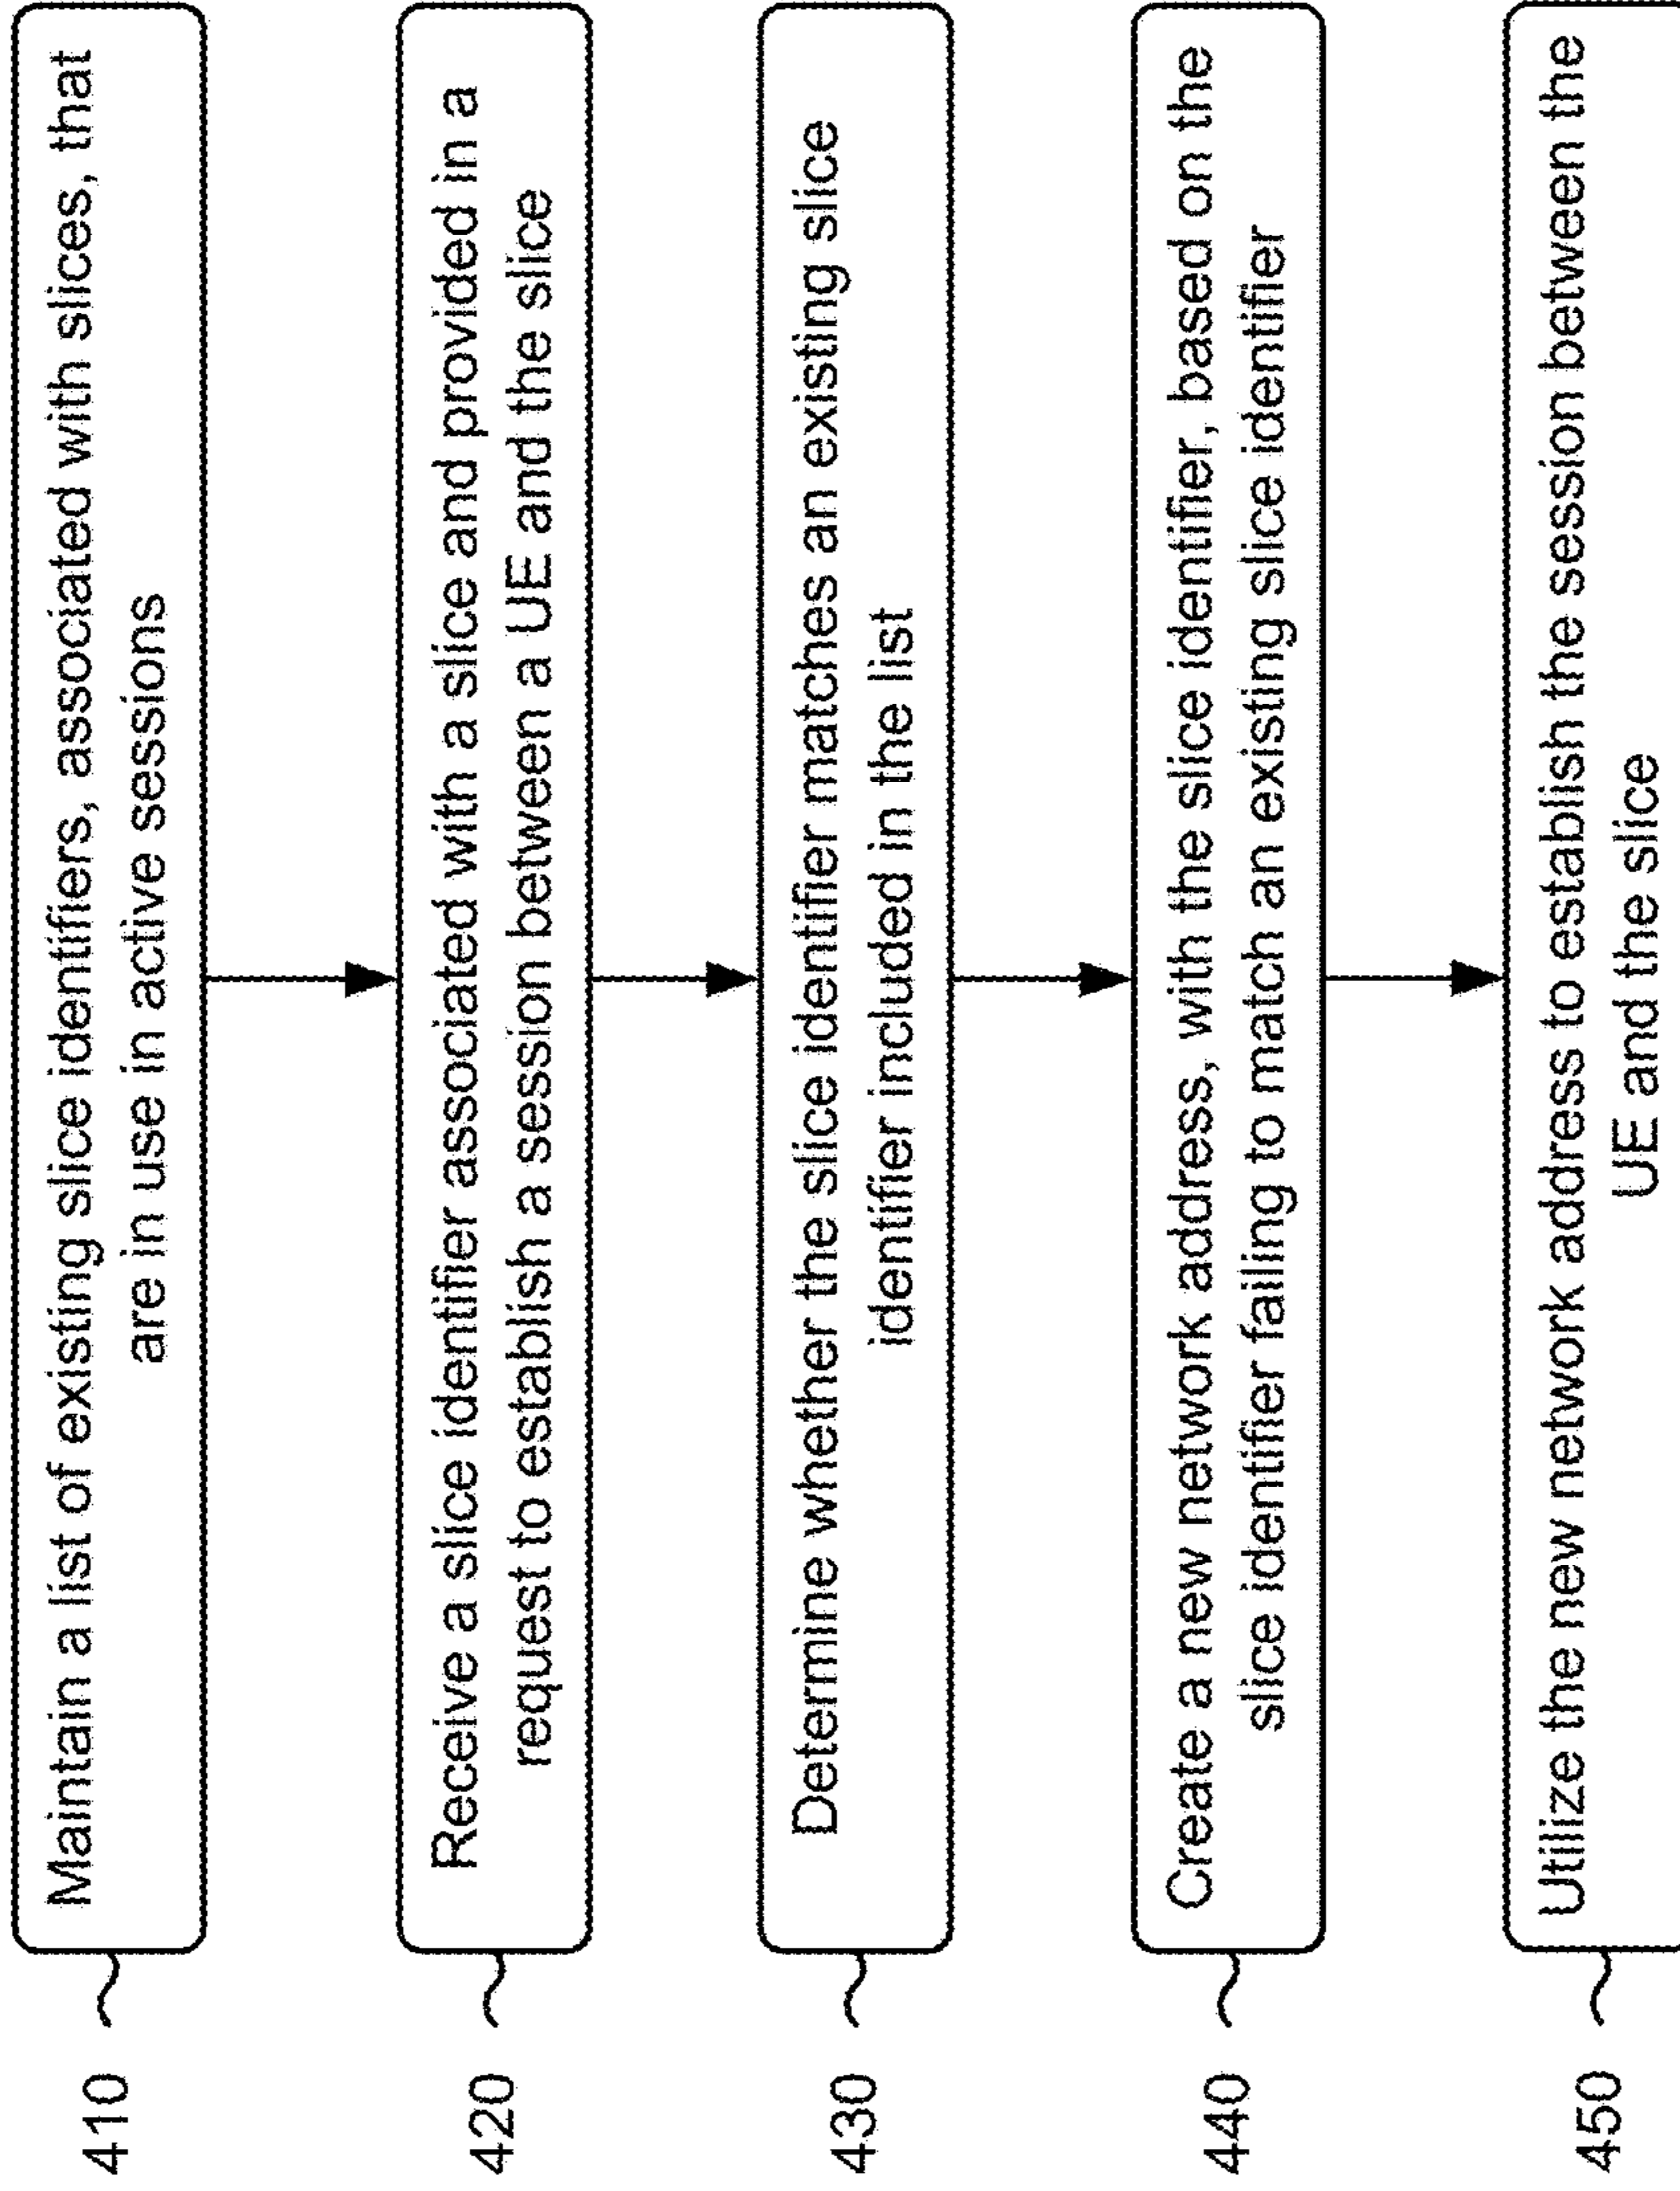 410
Maintain a list of existing slice identifiers, associated with slices, that
are in use in active sessions
420
Receive a slice identifier associated with a slice and provided in a
request to establish a session between a UE and the slice
430
Determine whether the slice identifier matches an existing slice
identifier included in the list
440
Create a new network address, with the slice identifier, based on the
slice identifier failing to match an existing slice identifier
450
Utilize the new network address to establish the session between the
UE and the slice